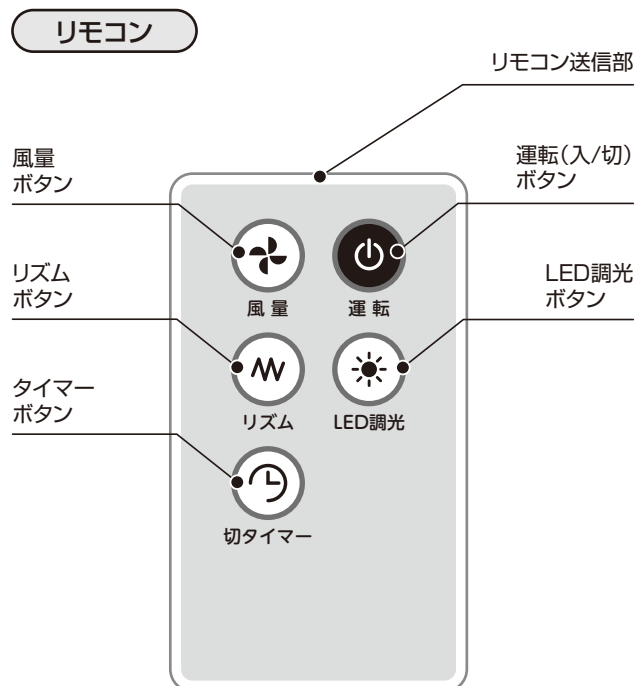 リモコン
リモコン送信部
風量
ボタン
運転(入/切)
ボタン
リズム
ボタン
LED調光
ボタン
タイマー
ボタン
風量
運転
リズム
LED調光
切タイマー